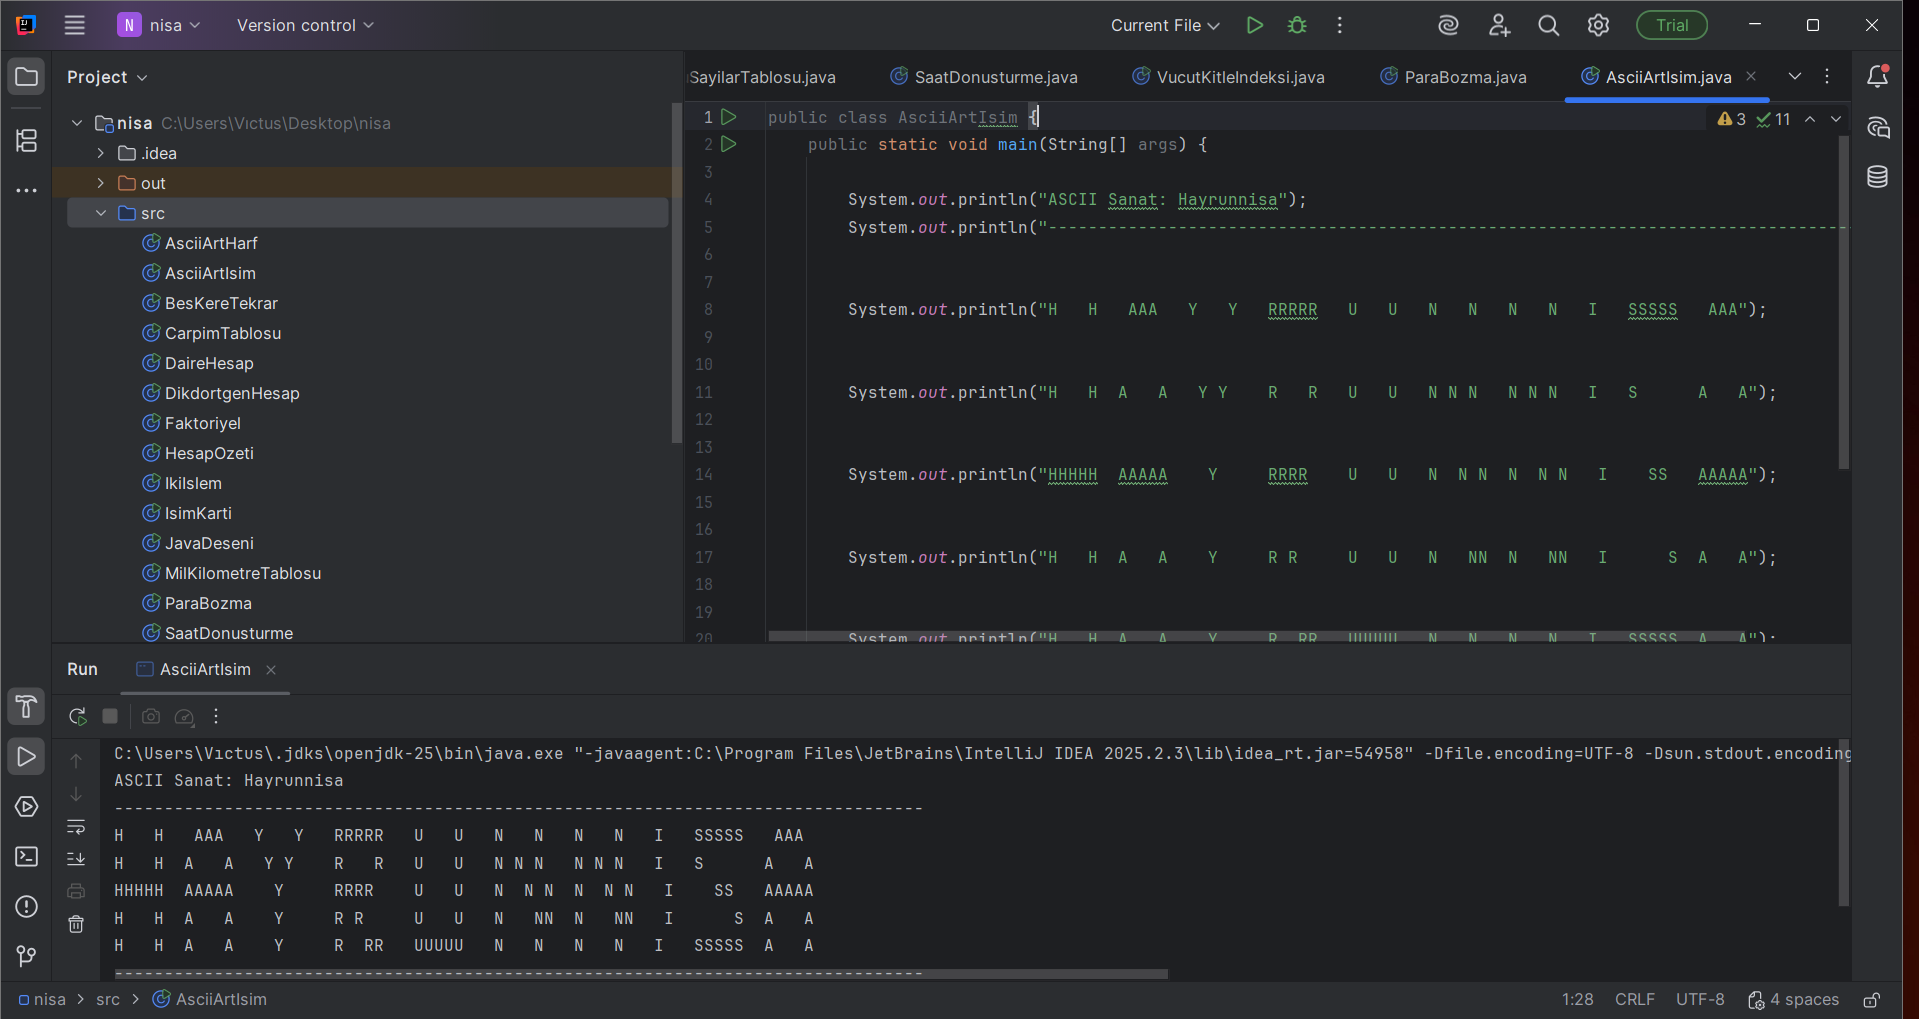 N nisa Version control Current File Trial
Project
SayilarTablosu.java SaatDonusturme.java VucutKitleIndeksi.java ParaBozma.java AsciiArtIsim.java
nisa C:\Users\Vıctus\Desktop\nisa
.idea
out
src
AsciiArtHarf
AsciiArtIsim
BesKereTekrar
CarpimTablosu
DaireHesap
DikdortgenHesap
Faktoriyel
HesapOzeti
IkiIslem
IsimKarti
JavaDeseni
MilKilometreTablosu
ParaBozma
SaatDonusturme
3 11
1 public class AsciiArtIsim {
2     public static void main(String[] args) {
3
4         System.out.println("ASCII Sanat: Hayrunnisa");
5         System.out.println("--------------------------------------------------------------------------------
6
7
8         System.out.println("H   H   AAA   Y   Y   RRRRR   U   U   N   N   N   N   I   SSSSS   AAA");
9
10
11         System.out.println("H   H  A   A   Y Y    R   R   U   U   N N N   N N N   I   S      A   A");
12
13
14         System.out.println("HHHHH  AAAAA    Y     RRRR    U   U   N  N N  N  N N   I    SS   AAAAA");
15
16
17         System.out.println("H   H  A   A    Y     R R     U   U   N   NN  N   NN   I      S  A   A");
18
19
20         System.out.println("H   H  A   A    Y     R  RR   UUUUU   N   N   N   N   I   SSSSS  A   A");
Run AsciiArtIsim
C:\Users\Vıctus\.jdks\openjdk-25\bin\java.exe "-javaagent:C:\Program Files\JetBrains\IntelliJ IDEA 2025.2.3\lib\idea_rt.jar=54958" -Dfile.encoding=UTF-8 -Dsun.stdout.encoding
ASCII Sanat: Hayrunnisa
---------------------------------------------------------------------------------
H   H   AAA   Y   Y   RRRRR   U   U   N   N   N   N   I   SSSSS   AAA
H   H  A   A   Y Y    R   R   U   U   N N N   N N N   I   S      A   A
HHHHH  AAAAA    Y     RRRR    U   U   N  N N  N  N N   I    SS   AAAAA
H   H  A   A    Y     R R     U   U   N   NN  N   NN   I      S  A   A
H   H  A   A    Y     R  RR   UUUUU   N   N   N   N   I   SSSSS  A   A
---------------------------------------------------------------------------------
nisa > src > AsciiArtIsim 1:28 CRLF UTF-8 4 spaces